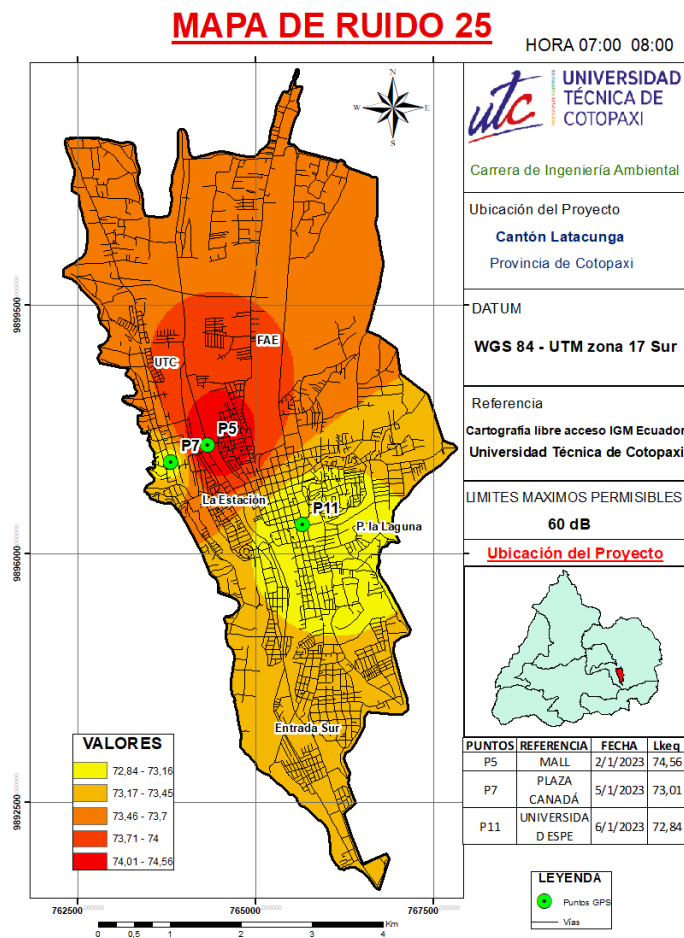 MAPA DE RUIDO 25
HORA 07:00 08:00
N
W
E
S
utc
UNIVERSIDAD
TÉCNICA DE
COTOPAXI
Carrera de Ingeniería Ambiental
Ubicación del Proyecto
Cantón Latacunga
Provincia de Cotopaxi
DATUM
WGS 84 - UTM zona 17 Sur
Referencia
Cartografía libre acceso IGM Ecuador
Universidad Técnica de Cotopaxi
LIMITES MAXIMOS PERMISIBLES
60 dB
Ubicación del Proyecto
PUNTOS REFERENCIA FECHA Lkeq
P5 MALL 2/1/2023 74,56
P7 PLAZA CANADÁ 5/1/2023 73,01
P11 UNIVERSIDA D ESPE 6/1/2023 72,84
LEYENDA
Puntos GPS
Vías
9899500
9896000
9892500
UTC
FAE
P5
P7
La Estación
P11
P. la Laguna
Entrada Sur
VALORES
72,84 - 73,16
73,17 - 73,45
73,46 - 73,7
73,71 - 74
74,01 - 74,56
762500
765000
767500
Km
0 0,5 1 2 3 4